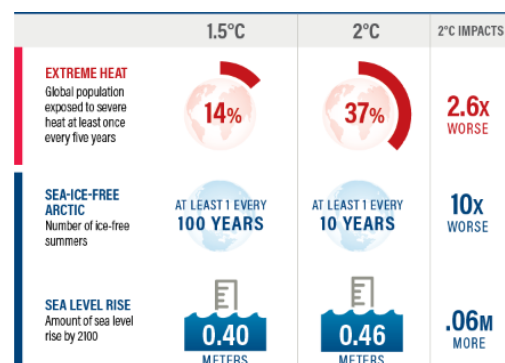 1.5°C 2°C 2°C IMPACTS
EXTREME HEAT
Global population
exposed to severe
heat at least once
every five years
14%
37%
2.6X
WORSE
SEA-ICE-FREE
ARCTIC
Number of ice-free
summers
AT LEAST 1 EVERY
100 YEARS
AT LEAST 1 EVERY
10 YEARS
10X
WORSE
SEA LEVEL RISE
Amount of sea level
rise by 2100
0.40
METERS
0.46
METERS
.06M
MORE